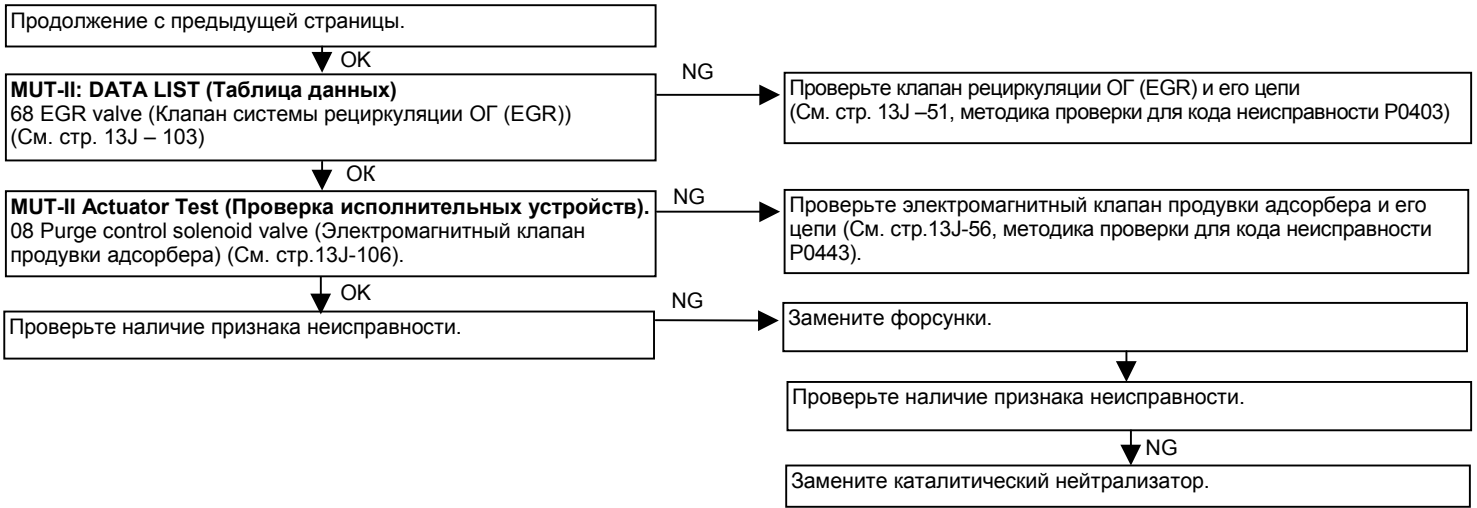 Продолжение с предыдущей страницы.
OK
MUT-II: DATA LIST (Таблица данных)
68 EGR valve (Клапан системы рециркуляции ОГ (EGR))
(См. стр. 13J – 103)
NG
Проверьте клапан рециркуляции ОГ (EGR) и его цепи
(См. стр. 13J –51, методика проверки для кода неисправности P0403)
OK
MUT-II Actuator Test (Проверка исполнительных устройств).
08 Purge control solenoid valve (Электромагнитный клапан
продувки адсорбера) (См. стр.13J-106).
NG
Проверьте электромагнитный клапан продувки адсорбера и его
цепи (См. стр.13J-56, методика проверки для кода неисправности
P0443).
OK
Проверьте наличие признака неисправности.
NG
Замените форсунки.
Проверьте наличие признака неисправности.
NG
Замените каталитический нейтрализатор.